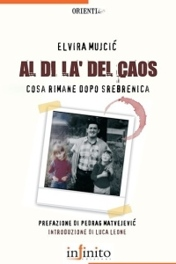 ORIENTI
ELVIRA MUJCIĆ
AL DI LA' DEL CAOS
COSA RIMANE DOPO SREBRENICA
PREFAZIONE DI PEDRAG MATVEJEVIĆ
INTRODUZIONE DI LUCA LEONE
infinito